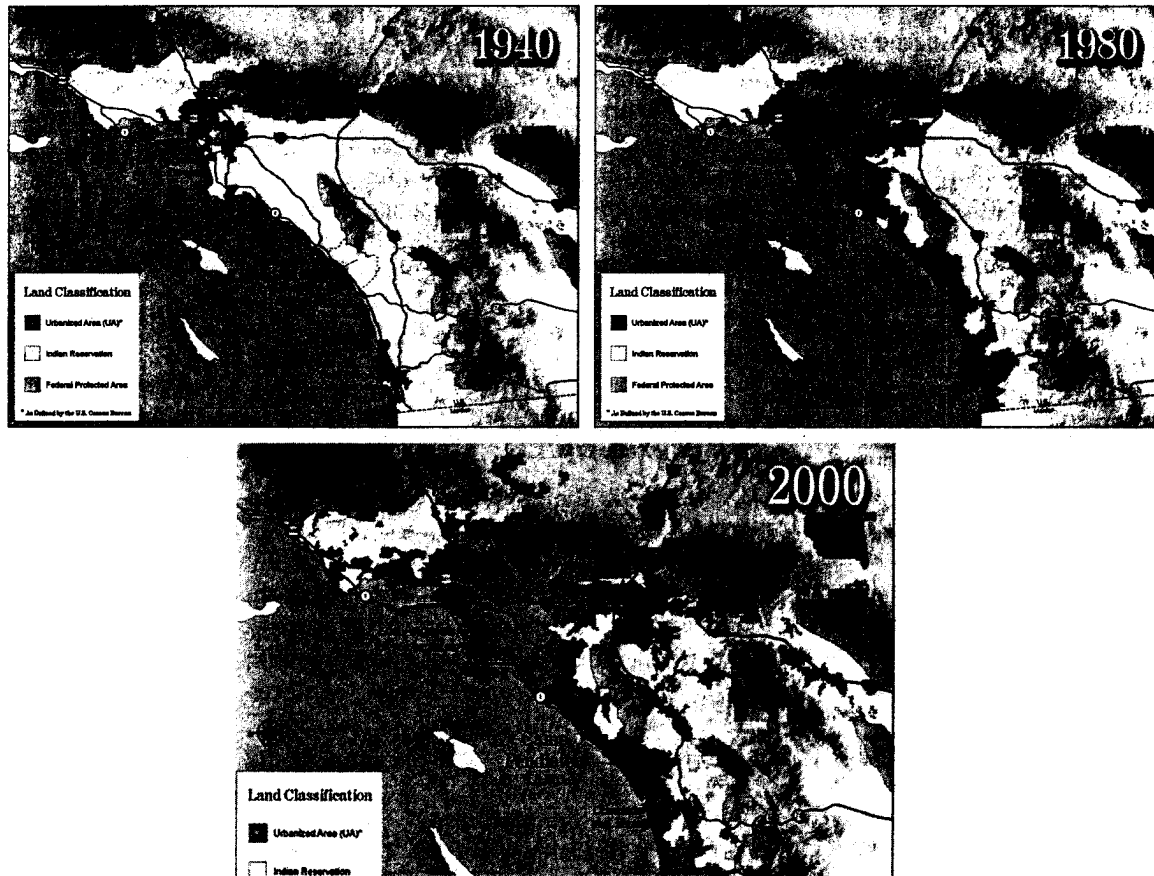 1940
Land Classification
Urbanized Area (UA)*
Indian Reservation
Federal Protected Area
* As Defined by the U.S. Census Bureau
1980
Land Classification
Urbanized Area (UA)*
Indian Reservation
Federal Protected Area
* As Defined by the U.S. Census Bureau
2000
Land Classification
Urbanized Area (UA)*
Indian Reservation